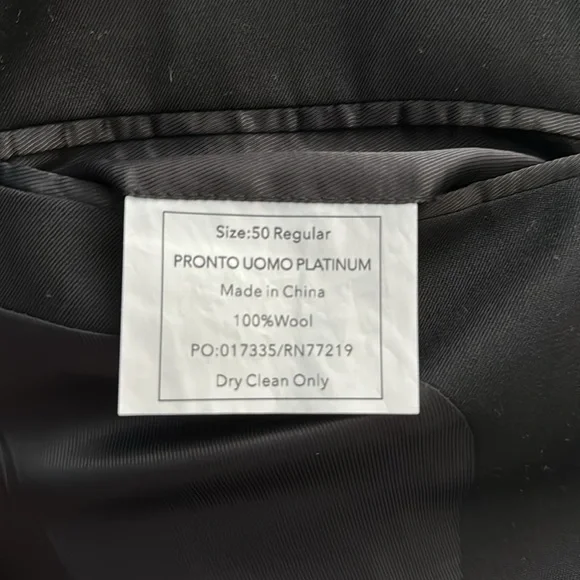 Size:50 Regular
PRONTO UOMO PLATINUM
Made in China
100%Wool
PO:017335/RN77219
Dry Clean Only